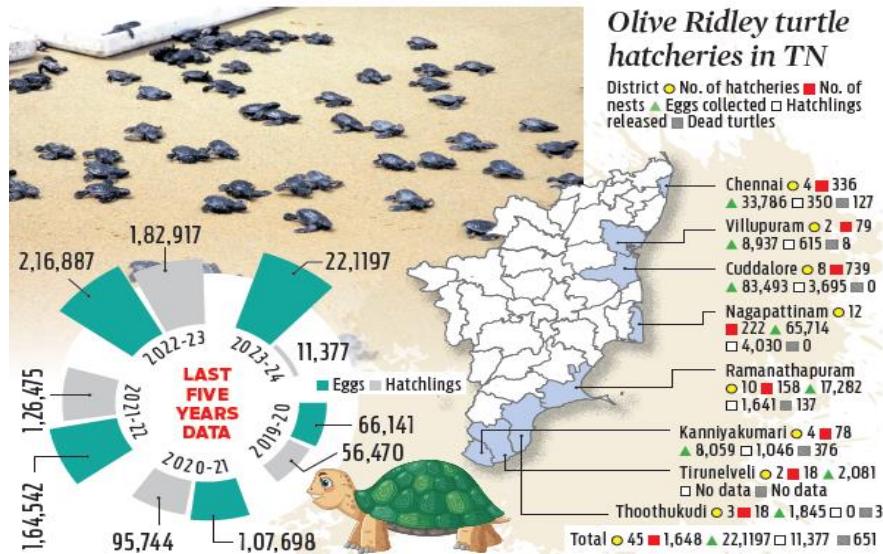 Olive Ridley turtle
hatcheries in TN
District No. of hatcheries No. of
nests Eggs collected Hatchlings
released Dead turtles
Chennai 4 336
33,786 350 127
Villupuram 2 79
8,937 615 8
Cuddalore 8 739
83,493 3,695 0
Nagapattinam 12
222 65,714
4,030 0
Ramanathapuram
10 158 17,282
1,641 137
Kanniyakumari 4 78
8,059 1,046 376
Tirunelveli 2 18 2,081
No data No data
Thoothukudi 3 18 1,845 0 3
Total 45 1,648 22,1197 11,377 651
LAST
FIVE
YEARS
DATA
Eggs Hatchlings
2019-20
66,141
56,470
2020-21
1,07,698
95,744
2021-22
1,64,542
1,26,475
2022-23
2,16,887
1,82,917
2023-24
22,1197
11,377